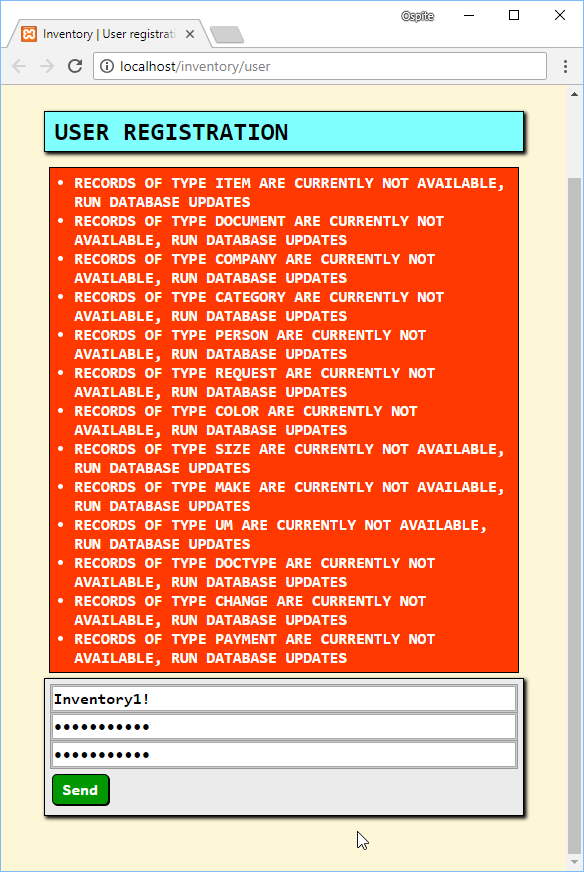 Ospite
Inventory | User registrati
localhost/inventory/user
USER REGISTRATION
• RECORDS OF TYPE ITEM ARE CURRENTLY NOT AVAILABLE,
RUN DATABASE UPDATES
• RECORDS OF TYPE DOCUMENT ARE CURRENTLY NOT
AVAILABLE, RUN DATABASE UPDATES
• RECORDS OF TYPE COMPANY ARE CURRENTLY NOT
AVAILABLE, RUN DATABASE UPDATES
• RECORDS OF TYPE CATEGORY ARE CURRENTLY NOT
AVAILABLE, RUN DATABASE UPDATES
• RECORDS OF TYPE PERSON ARE CURRENTLY NOT
AVAILABLE, RUN DATABASE UPDATES
• RECORDS OF TYPE REQUEST ARE CURRENTLY NOT
AVAILABLE, RUN DATABASE UPDATES
• RECORDS OF TYPE COLOR ARE CURRENTLY NOT
AVAILABLE, RUN DATABASE UPDATES
• RECORDS OF TYPE SIZE ARE CURRENTLY NOT AVAILABLE,
RUN DATABASE UPDATES
• RECORDS OF TYPE MAKE ARE CURRENTLY NOT AVAILABLE,
RUN DATABASE UPDATES
• RECORDS OF TYPE UM ARE CURRENTLY NOT AVAILABLE,
RUN DATABASE UPDATES
• RECORDS OF TYPE DOCTYPE ARE CURRENTLY NOT
AVAILABLE, RUN DATABASE UPDATES
• RECORDS OF TYPE CHANGE ARE CURRENTLY NOT
AVAILABLE, RUN DATABASE UPDATES
• RECORDS OF TYPE PAYMENT ARE CURRENTLY NOT
AVAILABLE, RUN DATABASE UPDATES
Inventory1!
•••••••••••
•••••••••••
Send